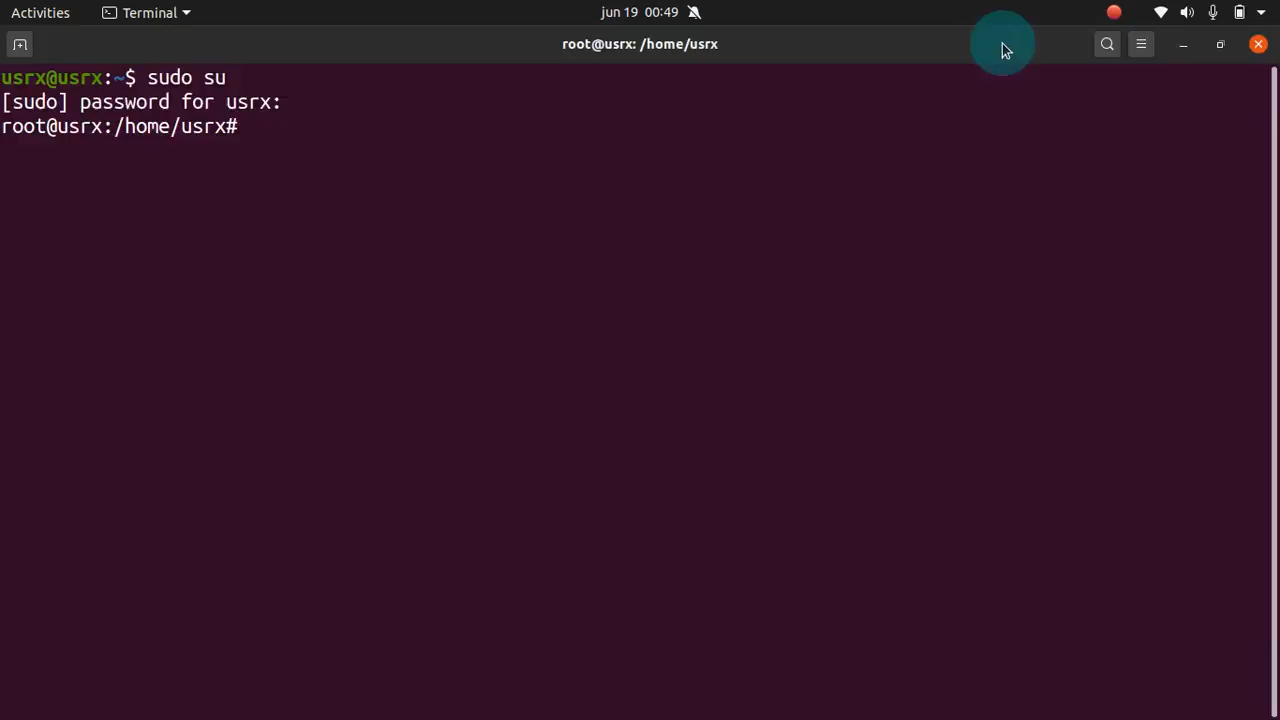 Activities
Terminal
jun 19 00:49
root@usrx: /home/usrx
usrx@usrx:~$ sudo su
[sudo] password for usrx:
root@usrx:/home/usrx#